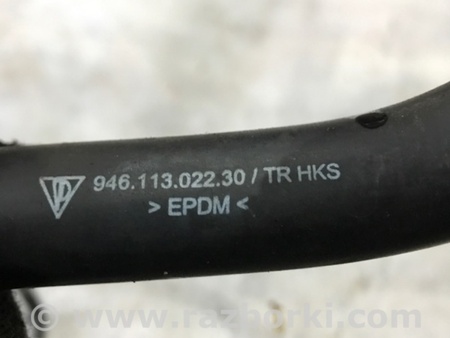 946.113.022.30 / TR HKS
> EPDM <
© www.razborki.com